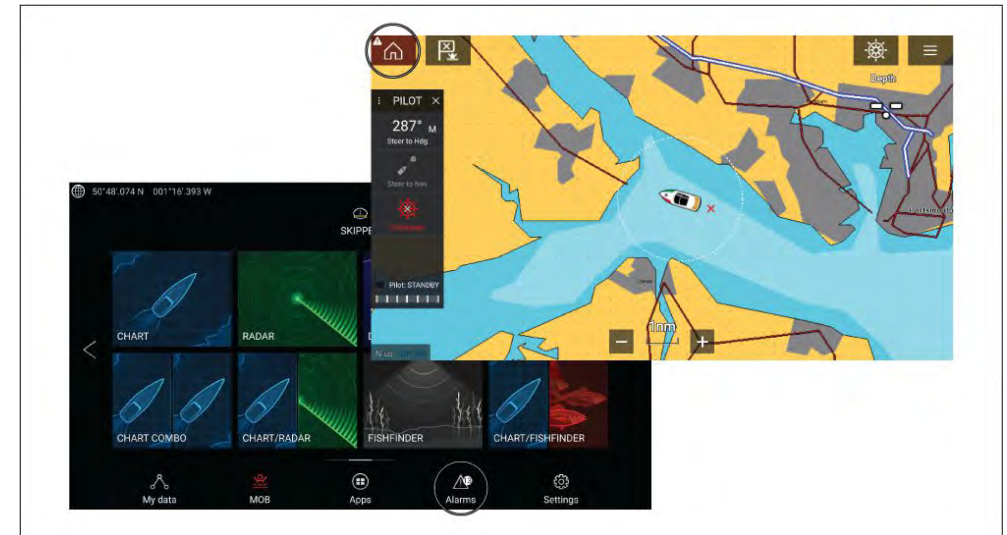 PILOT
287° M
Steer to Hdg
Steer to Nav
Pilot: STANDBY
N up
Depth
1nm
50°48'.074 N 001°16'.393 W
SKIPPE
CHART
RADAR
D
CHART COMBO
CHART/RADAR
FISHFINDER
CHART/FISHFINDER
My data
MOB
Apps
Alarms
Settings